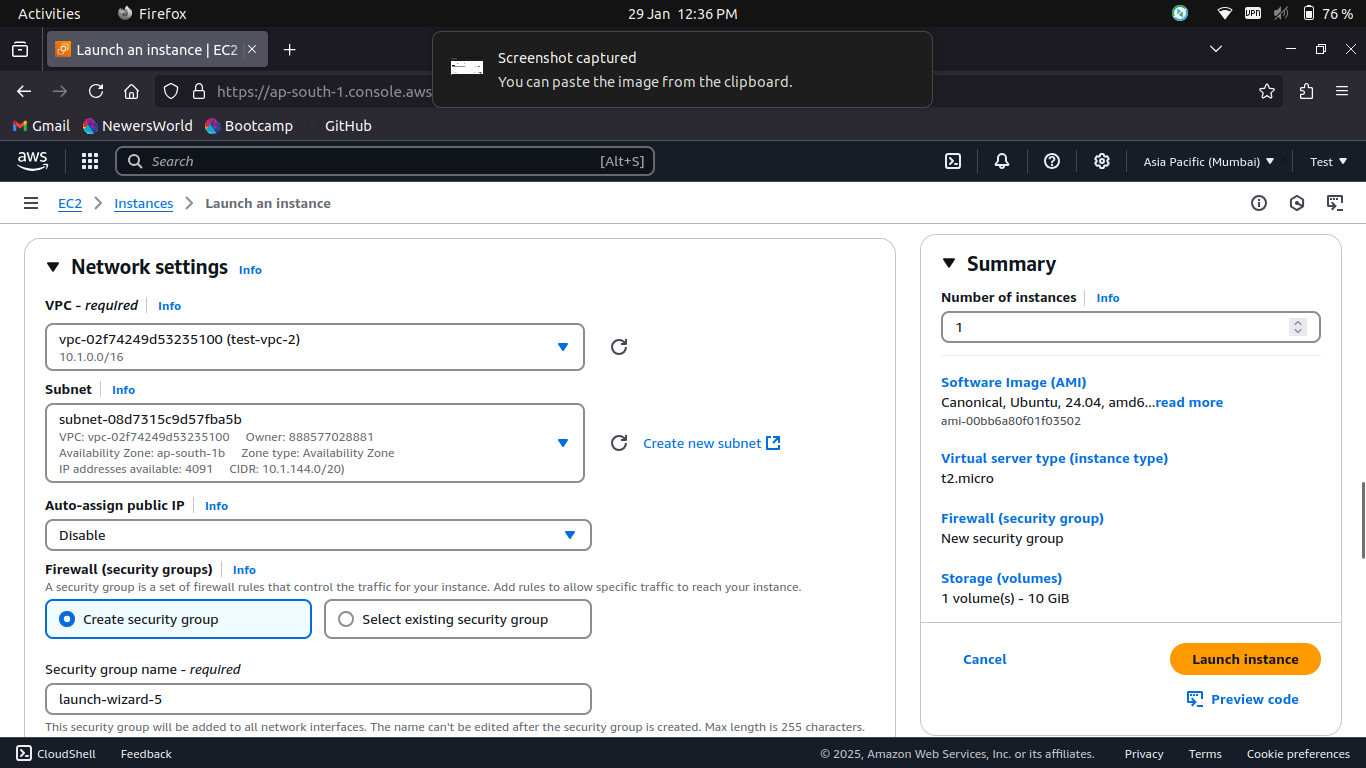 Activities Firefox 29 Jan 12:36 PM VPN 76 %
Launch an instance | EC2
Screenshot captured
You can paste the image from the clipboard.
https://ap-south-1.console.aws
Gmail NewersWorld Bootcamp GitHub
aws Search [Alt+S] Asia Pacific (Mumbai) Test
EC2 Instances Launch an instance
Network settings Info
VPC - required Info
vpc-02f74249d53235100 (test-vpc-2)
10.1.0.0/16
Subnet Info
subnet-08d7315c9d57fba5b
VPC: vpc-02f74249d53235100 Owner: 888577028881
Availability Zone: ap-south-1b Zone type: Availability Zone
IP addresses available: 4091 CIDR: 10.1.144.0/20)
Create new subnet
Auto-assign public IP Info
Disable
Firewall (security groups) Info
A security group is a set of firewall rules that control the traffic for your instance. Add rules to allow specific traffic to reach your instance.
Create security group Select existing security group
Security group name - required
launch-wizard-5
This security group will be added to all network interfaces. The name can't be edited after the security group is created. Max length is 255 characters.
Summary
Number of instances Info
1
Software Image (AMI)
Canonical, Ubuntu, 24.04, amd6...read more
ami-00bb6a80f01f03502
Virtual server type (instance type)
t2.micro
Firewall (security group)
New security group
Storage (volumes)
1 volume(s) - 10 GiB
Cancel Launch instance
Preview code
CloudShell Feedback © 2025, Amazon Web Services, Inc. or its affiliates. Privacy Terms Cookie preferences